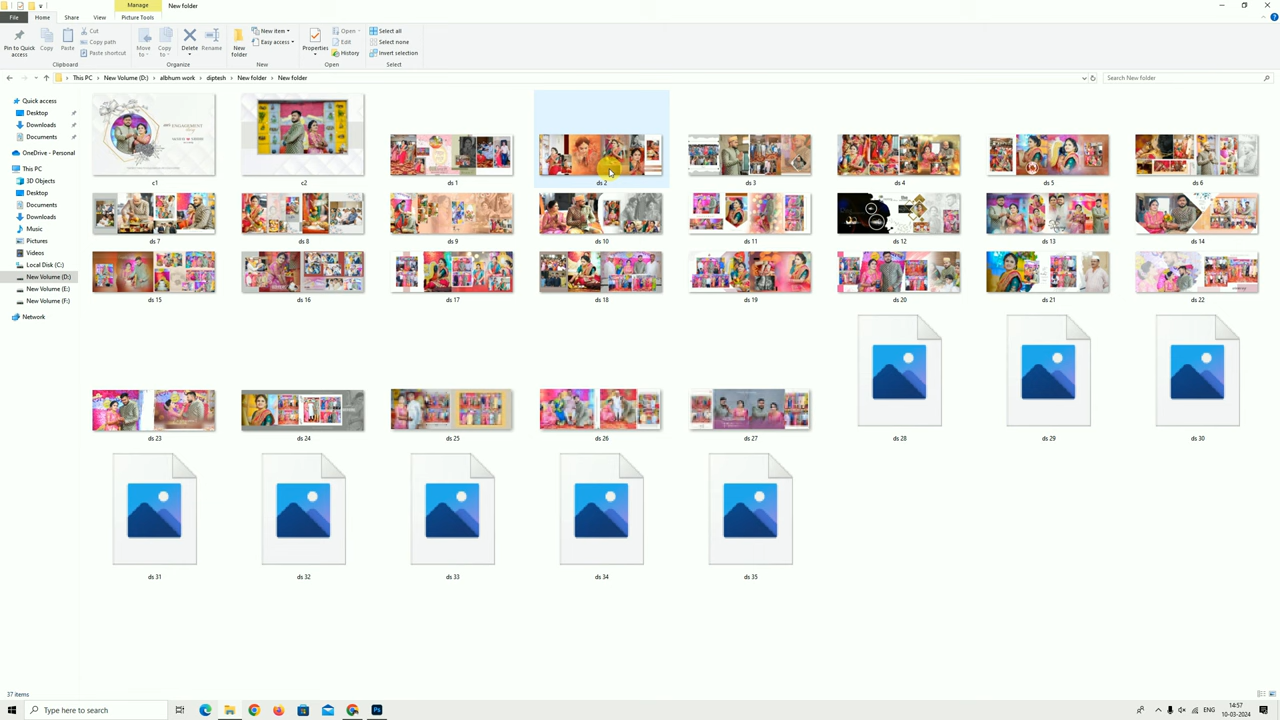 Manage
New folder
File
Home
Share
View
Picture Tools
Pin to Quick access
Copy
Paste
Cut
Copy path
Paste shortcut
Clipboard
Move to
Copy to
Delete
Rename
Organize
New folder
New item
Easy access
New
Properties
Open
Edit
History
Open
Select all
Select none
Invert selection
Select
This PC
New Volume (D:)
albhum work
diptesh
New folder
New folder
Search New folder
Quick access
Desktop
Downloads
Documents
OneDrive - Personal
This PC
3D Objects
Desktop
Documents
Downloads
Music
Pictures
Videos
Local Disk (C:)
New Volume (D:)
New Volume (E:)
New Volume (F:)
Network
ENGAGEMENT
c1
c2
ds 1
ds 2
ds 3
ds 4
ds 5
ds 6
ds 7
ds 8
ds 9
ds 10
ds 11
ds 12
ds 13
ds 14
ds 15
ds 16
ds 17
ds 18
ds 19
ds 20
ds 21
ds 22
ds 23
ds 24
ds 25
ds 26
ds 27
ds 28
ds 29
ds 30
ds 31
ds 32
ds 33
ds 34
ds 35
37 items
Type here to search
Ps
ENG
14:57
10-03-2024